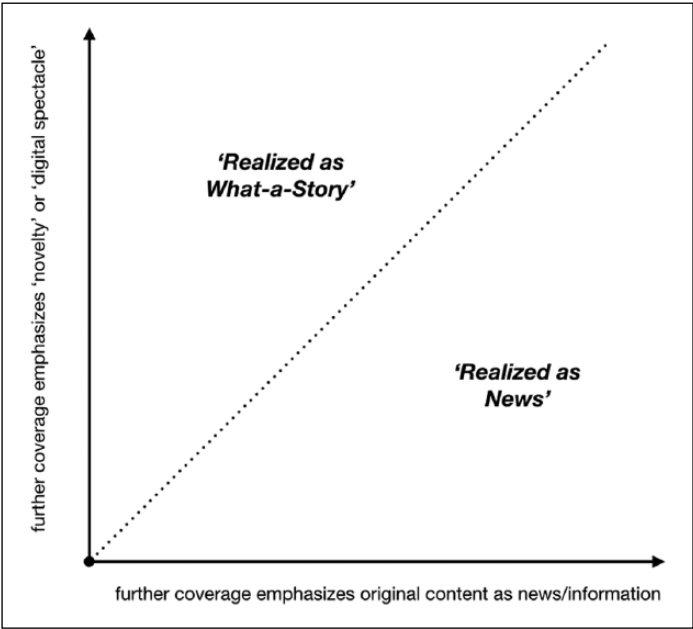 further coverage emphasizes ‘novelty’ or ‘digital spectacle’
‘Realized as
What-a-Story’
‘Realized as
News’
further coverage emphasizes original content as news/information